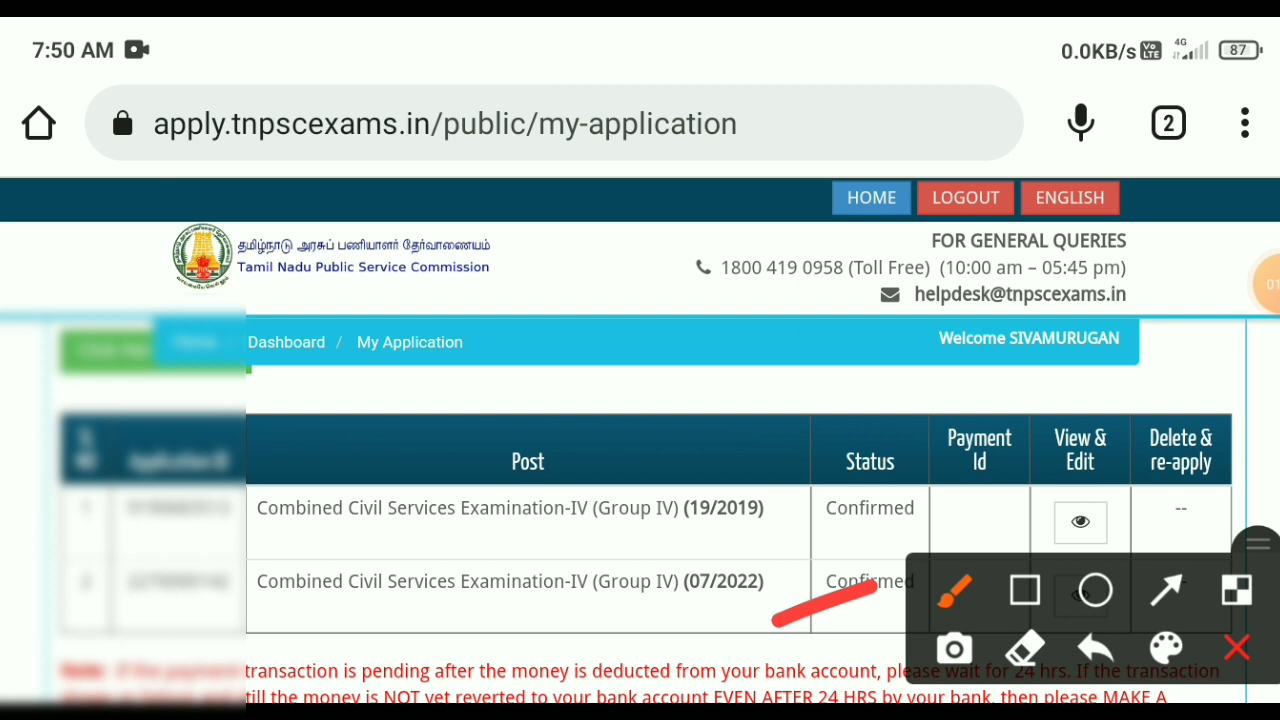 7:50 AM
0.0KB/s Vo LTE 4G 87
apply.tnpscexams.in/public/my-application
2
HOME LOGOUT ENGLISH
தமிழ்நாடு அரசுப் பணியாளர் தேர்வாணையம்
Tamil Nadu Public Service Commission
FOR GENERAL QUERIES
1800 419 0958 (Toll Free) (10:00 am – 05:45 pm)
helpdesk@tnpscexams.in
01
Dashboard / My Application
Welcome SIVAMURUGAN
Post Status Payment Id View & Edit Delete & re-apply
Combined Civil Services Examination-IV (Group IV) (19/2019) Confirmed --
Combined Civil Services Examination-IV (Group IV) (07/2022) Confirmed
transaction is pending after the money is deducted from your bank account, please wait for 24 hrs. If the transaction
till the money is NOT yet reverted to your bank account EVEN AFTER 24 HRS by your bank, then please MAKE A